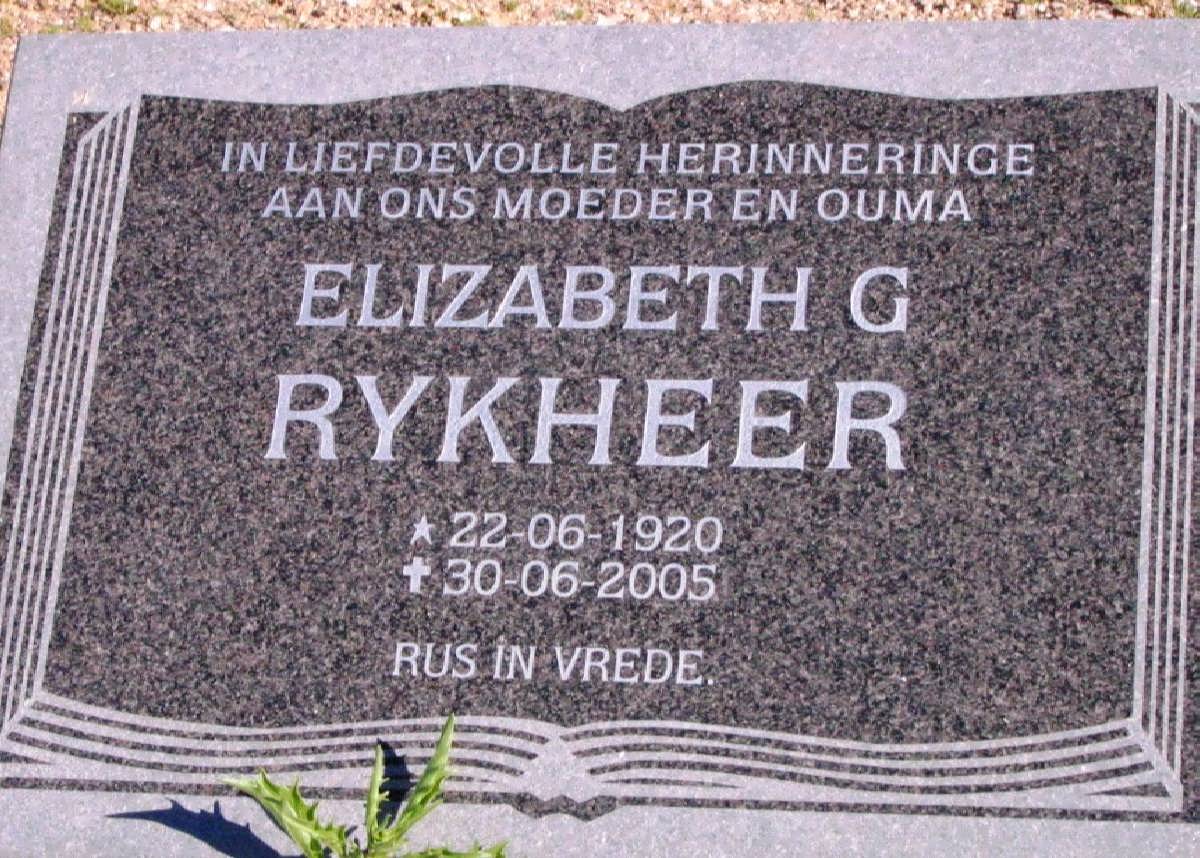 IN LIEFDEVOLLE HERINNERINGE
AAN ONS MOEDER EN OUMA
ELIZABETH G
RYKHEER
★ 22-06-1920
✝ 30-06-2005
RUS IN VREDE.